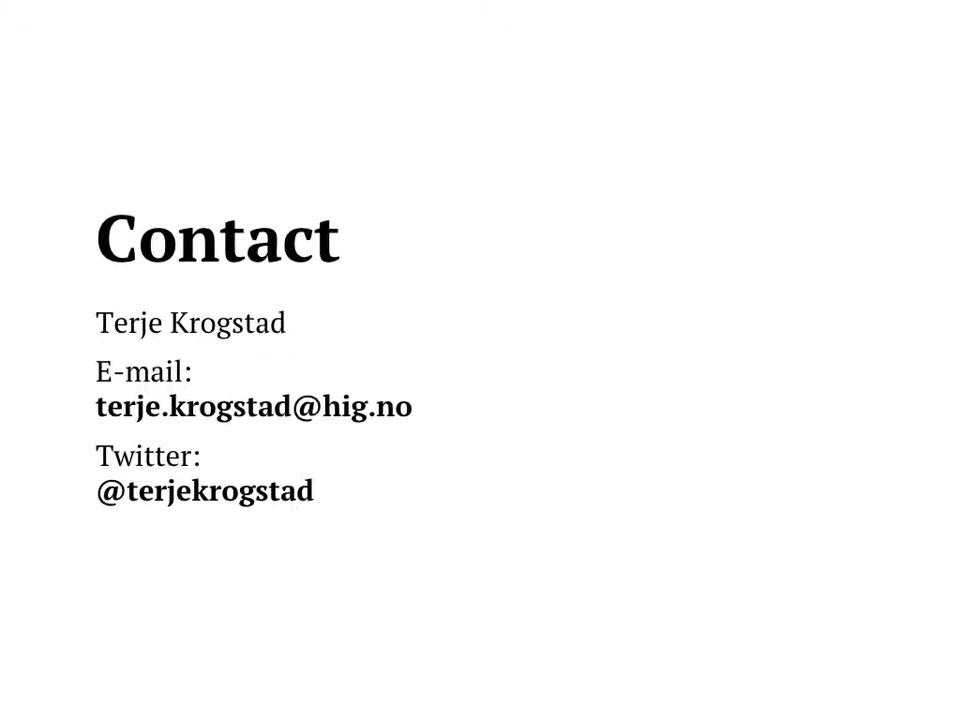 Contact
Terje Krogstad
E-mail:
terje.krogstad@hig.no
Twitter:
@terjekrogstad